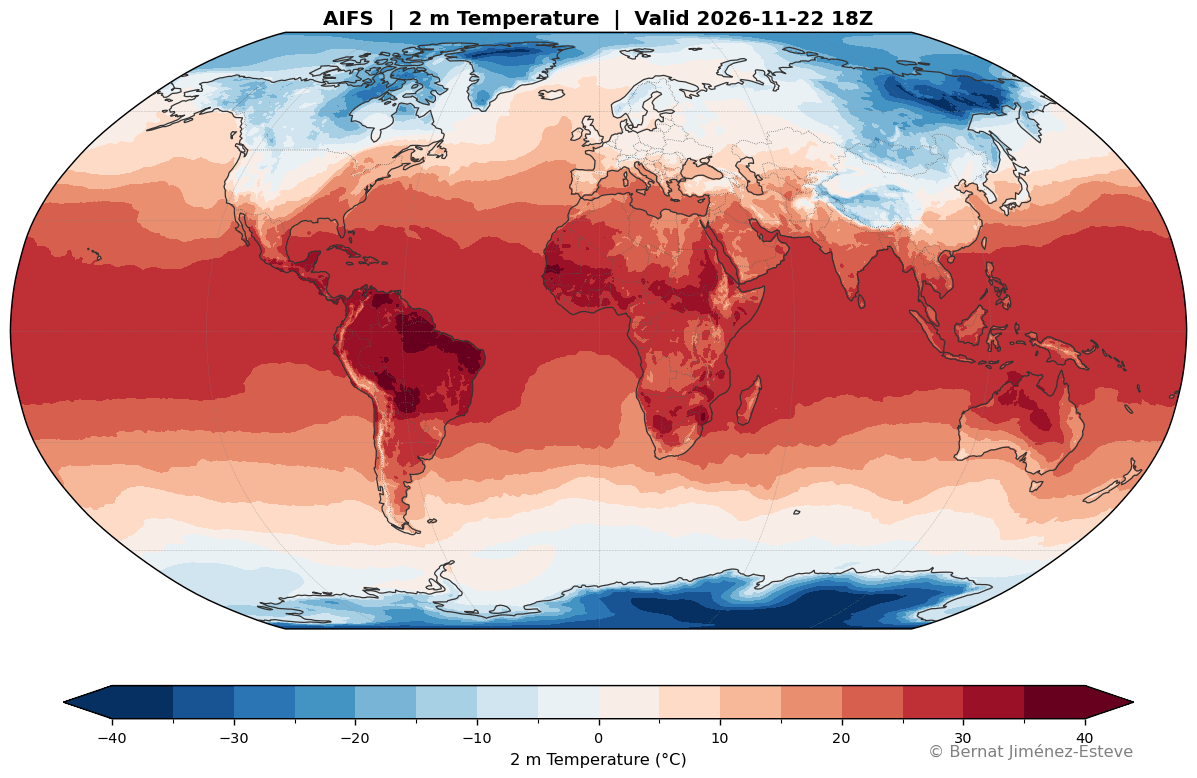 AIFS | 2 m Temperature | Valid 2026-11-22 18Z
−40 −30 −20 −10 0 10 20 30 40
2 m Temperature (°C)
© Bernat Jiménez-Esteve